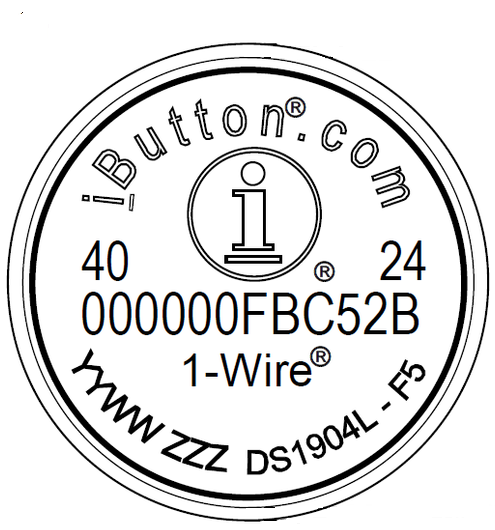 iButton®.com
i®
40 24
000000FBC52B
1-Wire®
YYWW ZZZ DS1904L - F5